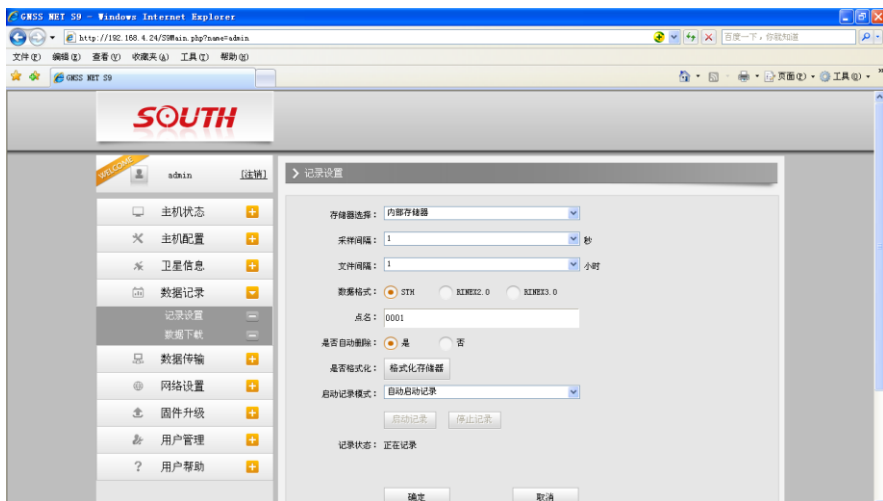 GNSS NET S9 - Windows Internet Explorer
http://192.168.4.24/S9Main.php?name=admin
百度一下，你就知道
文件(F) 编辑(E) 查看(V) 收藏夹(A) 工具(T) 帮助(H)
GNSS NET S9
页面(P) 工具(O)
SOUTH
WELCOME
admin [注销]
记录设置
主机状态
主机配置
卫星信息
数据记录
记录设置
数据下载
数据传输
网络设置
固件升级
用户管理
? 用户帮助
存储器选择： 内部存储器
采样间隔： 1 秒
文件间隔： 1 小时
数据格式： STH RINEX2.0 RINEX3.0
点名： 0001
是否自动删除： 是 否
是否格式化： 格式化存储器
启动记录模式： 自动启动记录
启动记录 停止记录
记录状态： 正在记录
确定 取消